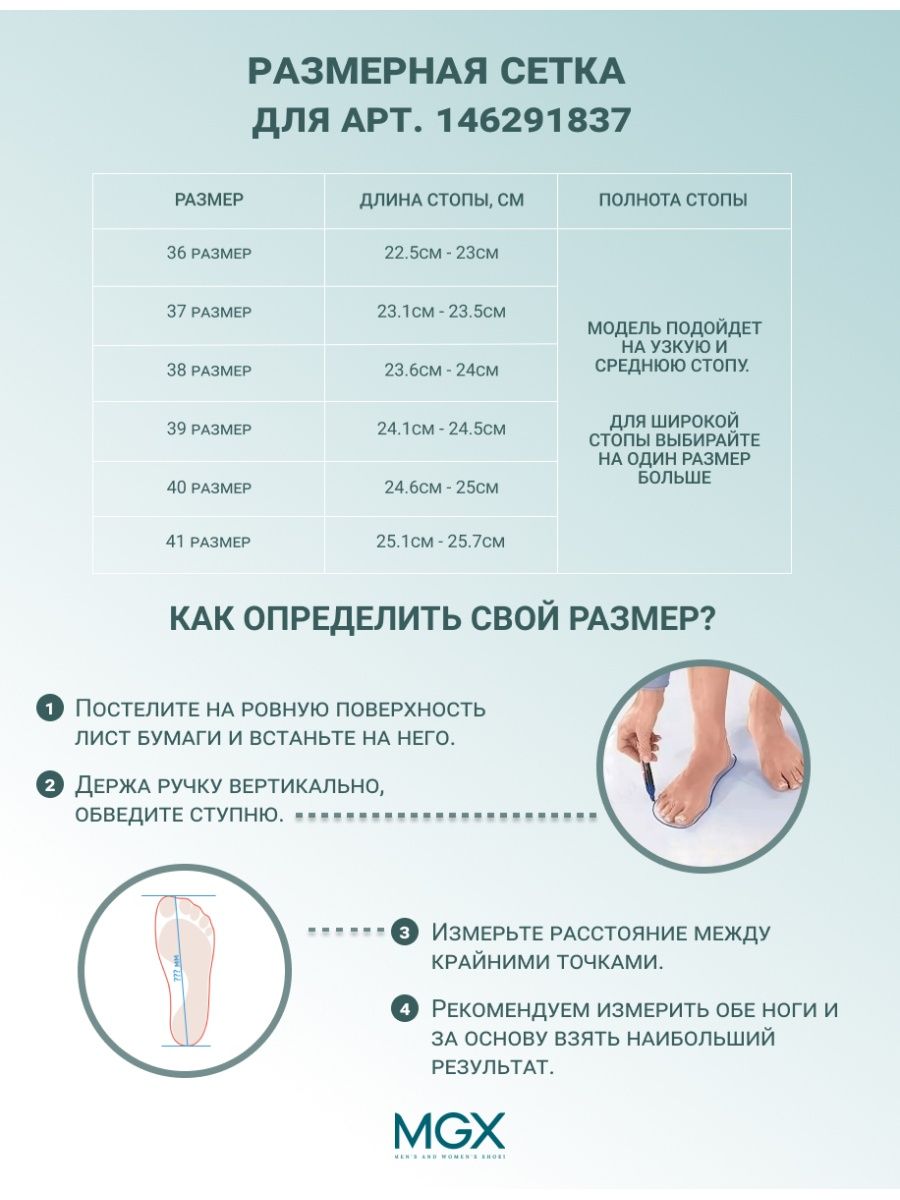 РАЗМЕРНАЯ СЕТКА
ДЛЯ АРТ. 146291837
РАЗМЕР ДЛИНА СТОПЫ, СМ ПОЛНОТА СТОПЫ
36 РАЗМЕР 22.5СМ - 23СМ
37 РАЗМЕР 23.1СМ - 23.5СМ
38 РАЗМЕР 23.6СМ - 24СМ
39 РАЗМЕР 24.1СМ - 24.5СМ
40 РАЗМЕР 24.6СМ - 25СМ
41 РАЗМЕР 25.1СМ - 25.7СМ
МОДЕЛЬ ПОДОЙДЕТ
НА УЗКУЮ И
СРЕДНЮЮ СТОПУ.
ДЛЯ ШИРОКОЙ
СТОПЫ ВЫБИРАЙТЕ
НА ОДИН РАЗМЕР
БОЛЬШЕ
КАК ОПРЕДЕЛИТЬ СВОЙ РАЗМЕР?
1 ПОСТЕЛИТЕ НА РОВНУЮ ПОВЕРХНОСТЬ
ЛИСТ БУМАГИ И ВСТАНЬТЕ НА НЕГО.
2 ДЕРЖА РУЧКУ ВЕРТИКАЛЬНО,
ОБВЕДИТЕ СТУПНЮ.
??? мм
3 ИЗМЕРЬТЕ РАССТОЯНИЕ МЕЖДУ
КРАЙНИМИ ТОЧКАМИ.
4 РЕКОМЕНДУЕМ ИЗМЕРИТЬ ОБЕ НОГИ И
ЗА ОСНОВУ ВЗЯТЬ НАИБОЛЬШИЙ
РЕЗУЛЬТАТ.
MGX
MEN'S AND WOMEN'S SHOES